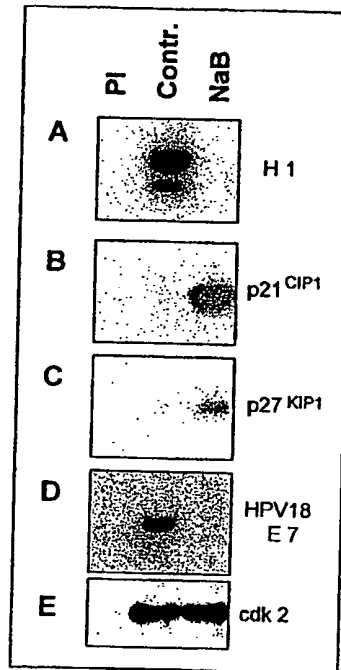 PI Contr. NaB
A
H 1
B
p21 CIP1
C
p27 KIP1
D
HPV18
E 7
E
cdk 2